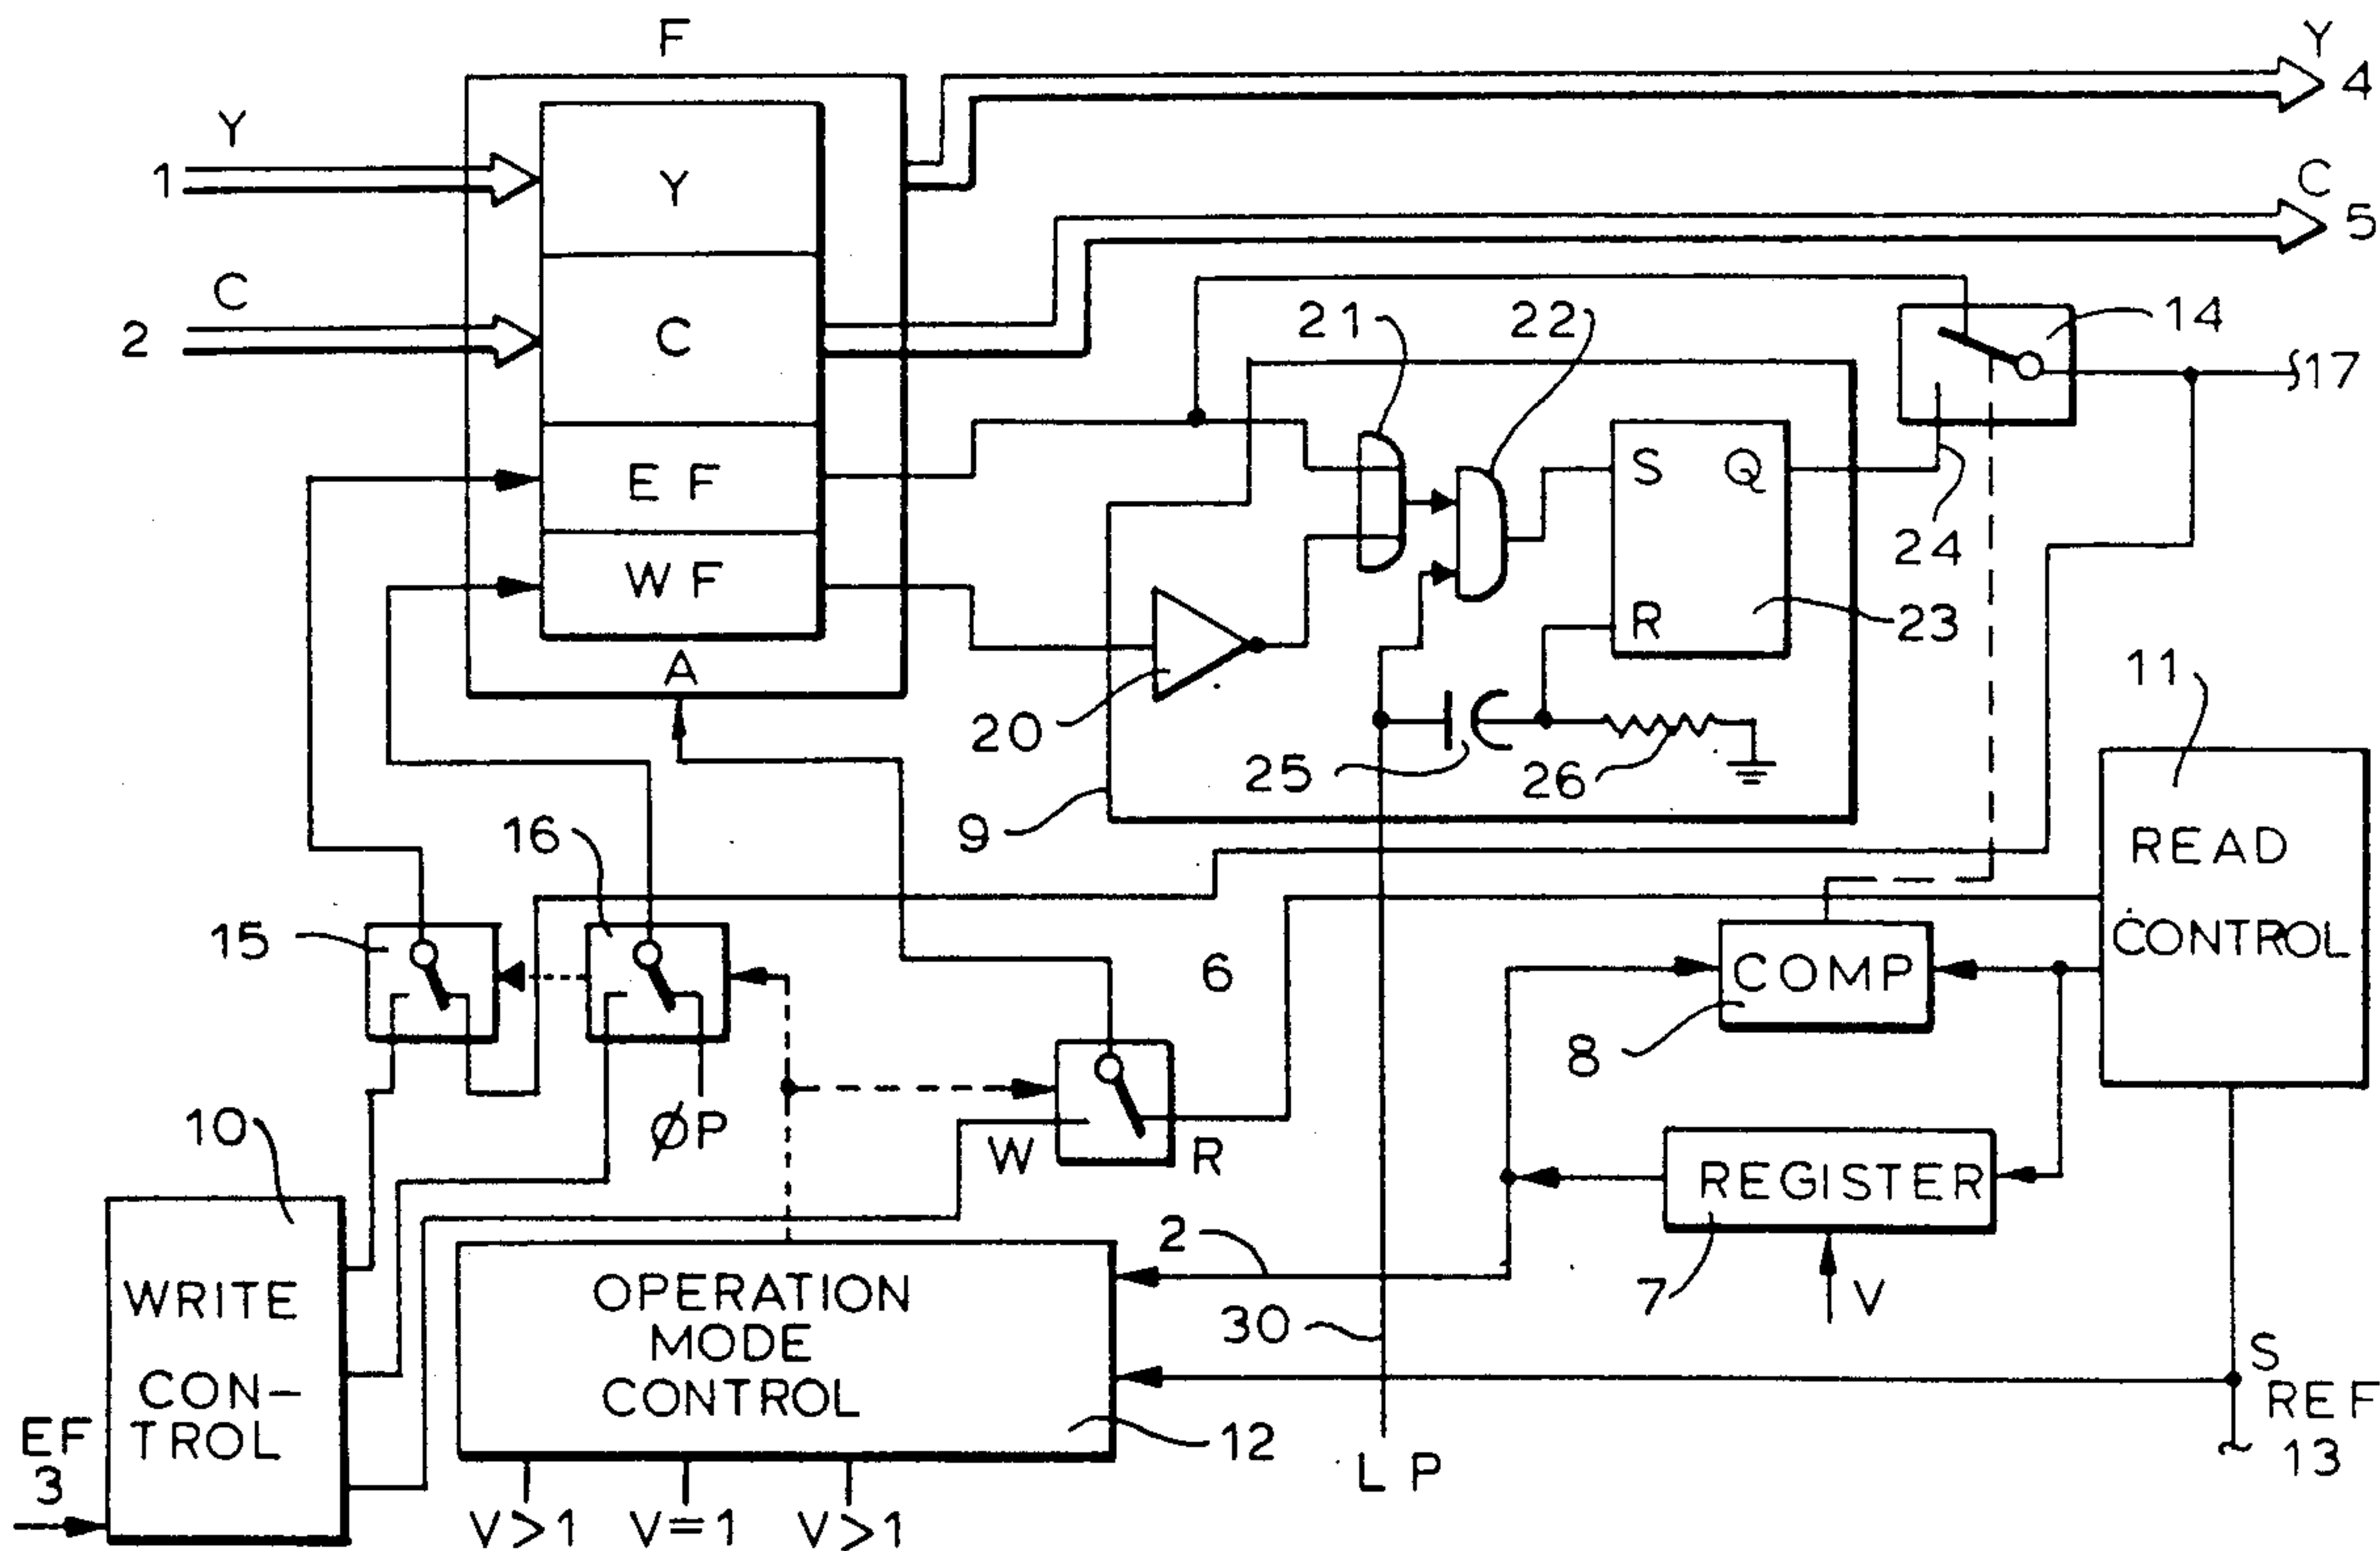 F
Y
4
Y
1
Y
C
5
C
2
C
21
22
14
17
EF
S
Q
24
WF
R
23
A
20
25
26
11
9
16
READ
CONTROL
15
6
COMP
8
10
ØP
W
R
REGISTER
2
7
V
WRITE
CON-
TROL
OPERATION
MODE
CONTROL
30
12
S
REF
13
EF
3
LP
V>1
V=1
V>1